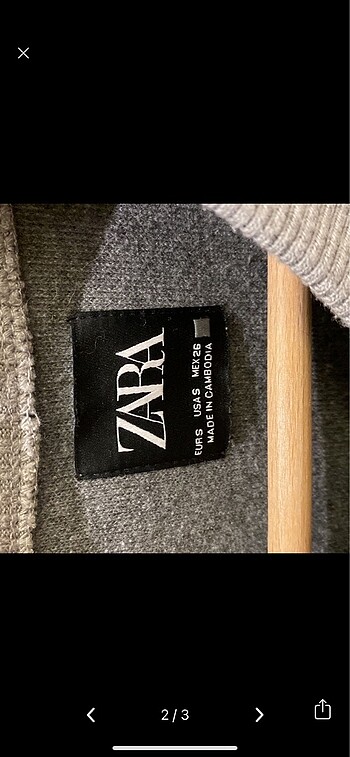 ZARA
EUR S USA S MEX 26
MADE IN CAMBODIA
2 / 3